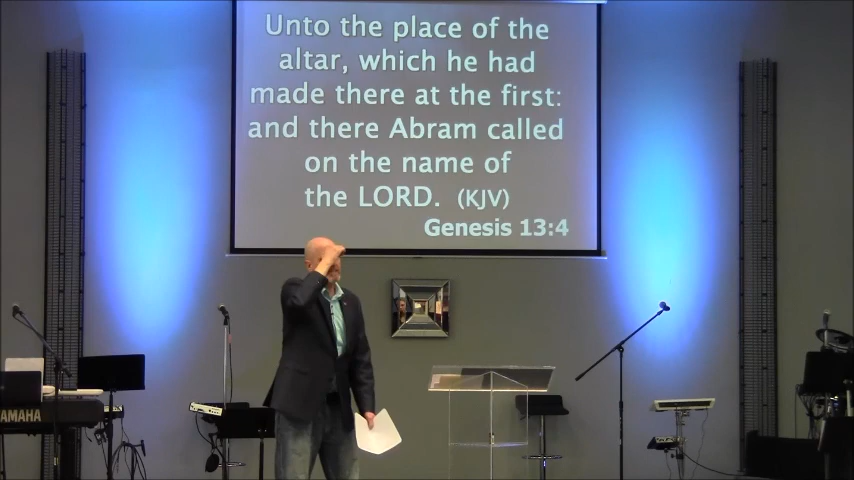 Unto the place of the
altar, which he had
made there at the first:
and there Abram called
on the name of
the LORD. (KJV)
Genesis 13:4
YAMAHA